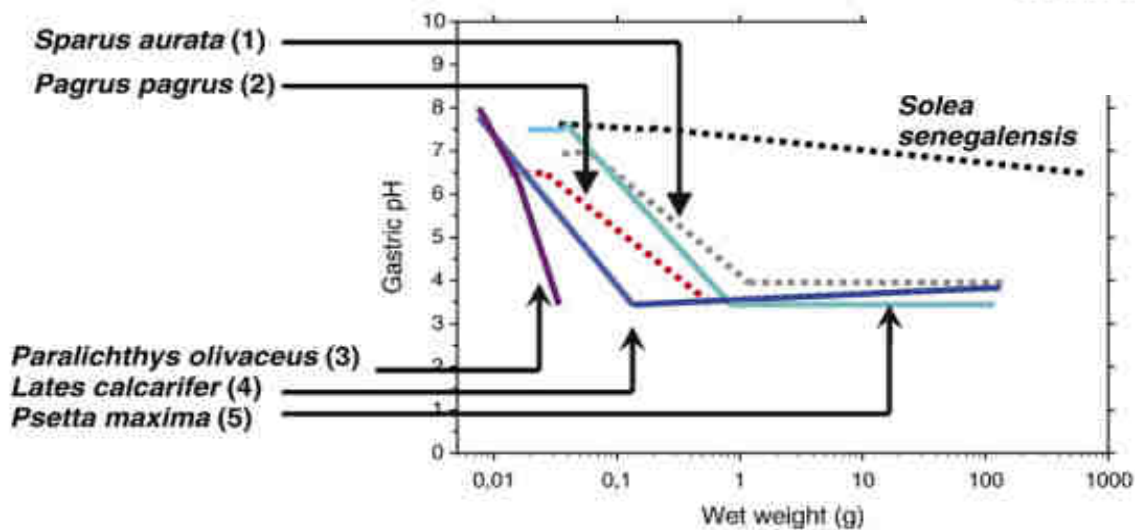 Sparus aurata (1)
Pagrus pagrus (2)
Solea
senegalensis
Paralichthys olivaceus (3)
Lates calcarifer (4)
Psetta maxima (5)
Gastric pH
10
9
8
7
6
5
4
3
2
1
0
0,01 0,1 1 10 100 1000
Wet weight (g)